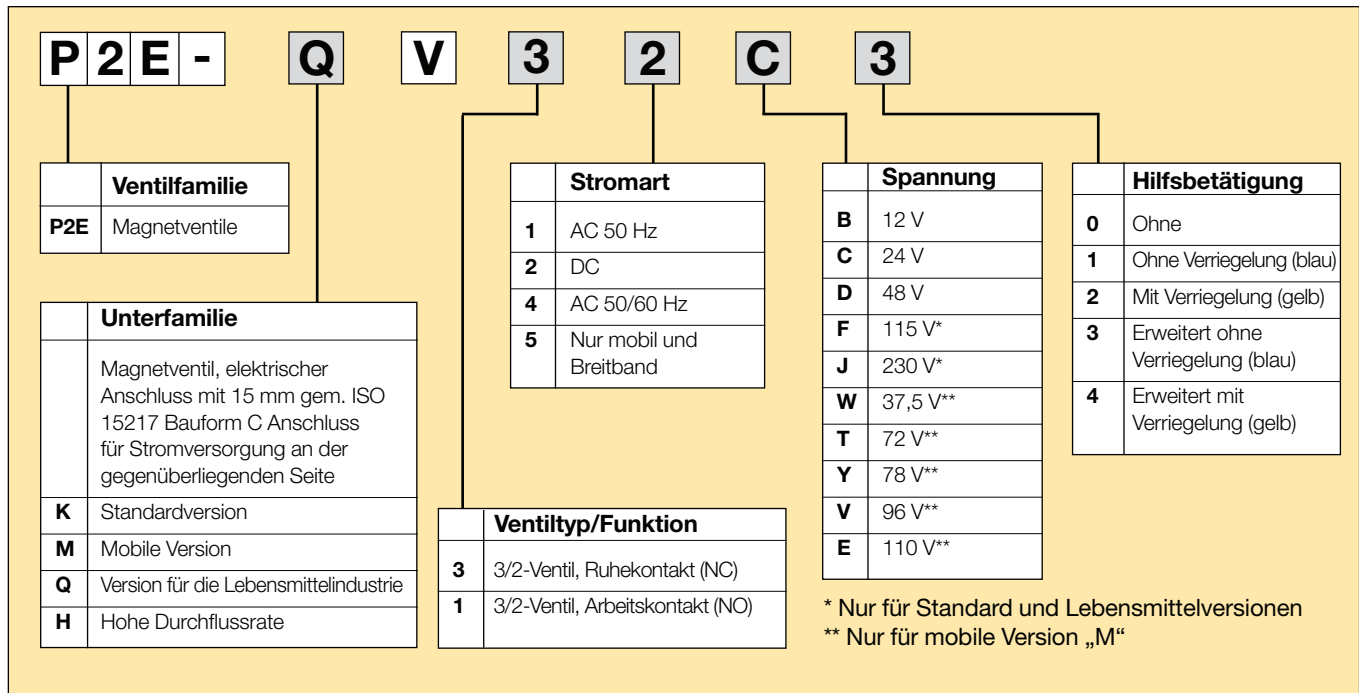 P2E- Q V 3 2 C 3
Ventilfamilie
P2E Magnetventile
Unterfamilie
Magnetventil, elektrischer
Anschluss mit 15 mm gem. ISO
15217 Bauform C Anschluss
für Stromversorgung an der
gegenüberliegenden Seite
K Standardversion
M Mobile Version
Q Version für die Lebensmittelindustrie
H Hohe Durchflussrate
Ventiltyp/Funktion
3 3/2-Ventil, Ruhekontakt (NC)
1 3/2-Ventil, Arbeitskontakt (NO)
Stromart
1 AC 50 Hz
2 DC
4 AC 50/60 Hz
5 Nur mobil und
Breitband
Spannung
B 12 V
C 24 V
D 48 V
F 115 V*
J 230 V*
W 37,5 V**
T 72 V**
Y 78 V**
V 96 V**
E 110 V**
Hilfsbetätigung
0 Ohne
1 Ohne Verriegelung (blau)
2 Mit Verriegelung (gelb)
3 Erweitert ohne
Verriegelung (blau)
4 Erweitert mit
Verriegelung (gelb)
* Nur für Standard und Lebensmittelversionen
** Nur für mobile Version „M“